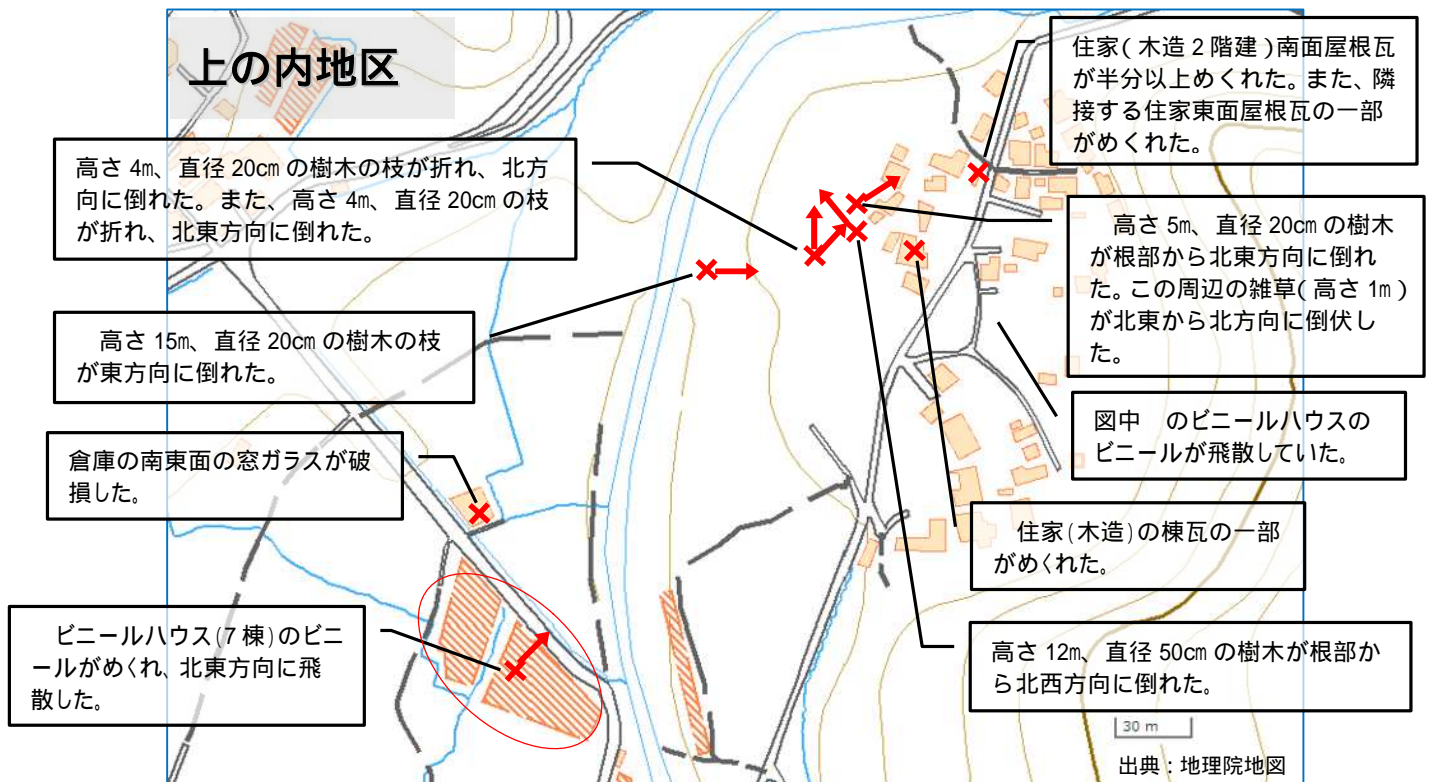 上の内地区
高さ 4m、直径 20cm の樹木の枝が折れ、北方
向に倒れた。また、高さ 4m、直径 20cm の枝
が折れ、北東方向に倒れた。
高さ 15m、直径 20cm の樹木の枝
が東方向に倒れた。
倉庫の南東面の窓ガラスが破
損した。
ビニールハウス(7 棟)のビニ
ールがめくれ、北東方向に飛
散した。
住家(木造 2 階建)南面屋根瓦
が半分以上めくれた。また、隣
接する住家東面屋根瓦の一部
がめくれた。
高さ 5m、直径 20cm の樹木
が根部から北東方向に倒れ
た。この周辺の雑草(高さ 1m)
が北東から北方向に倒伏し
た。
図中　のビニールハウスの
ビニールが飛散していた。
住家(木造)の棟瓦の一部
がめくれた。
高さ 12m、直径 50cm の樹木が根部か
ら北西方向に倒れた。
30 m
出典：地理院地図